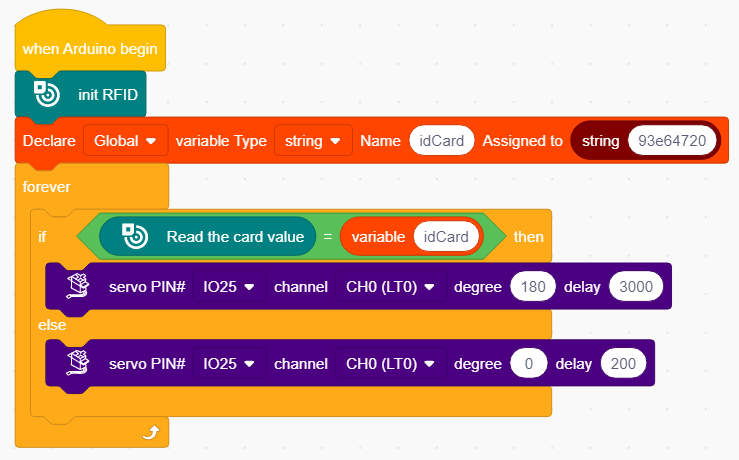 when Arduino begin
init RFID
Declare Global variable Type string Name idCard Assigned to string 93e64720
forever
if Read the card value = variable idCard then
servo PIN# IO25 channel CH0 (LT0) degree 180 delay 3000
else
servo PIN# IO25 channel CH0 (LT0) degree 0 delay 200